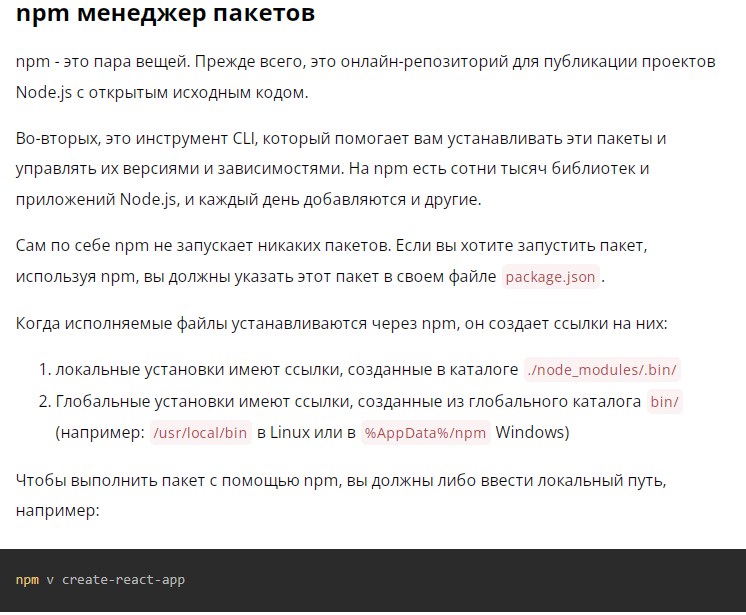 npm менеджер пакетов
npm - это пара вещей. Прежде всего, это онлайн-репозиторий для публикации проектов
Node.js с открытым исходным кодом.
Во-вторых, это инструмент CLI, который помогает вам устанавливать эти пакеты и
управлять их версиями и зависимостями. На npm есть сотни тысяч библиотек и
приложений Node.js, и каждый день добавляются и другие.
Сам по себе npm не запускает никаких пакетов. Если вы хотите запустить пакет,
используя npm, вы должны указать этот пакет в своем файле package.json.
Когда исполняемые файлы устанавливаются через npm, он создает ссылки на них:
1. локальные установки имеют ссылки, созданные в каталоге ./node_modules/.bin/
2. Глобальные установки имеют ссылки, созданные из глобального каталога bin/
(например: /usr/local/bin в Linux или в %AppData%/npm Windows)
Чтобы выполнить пакет с помощью npm, вы должны либо ввести локальный путь,
например:
npm v create-react-app